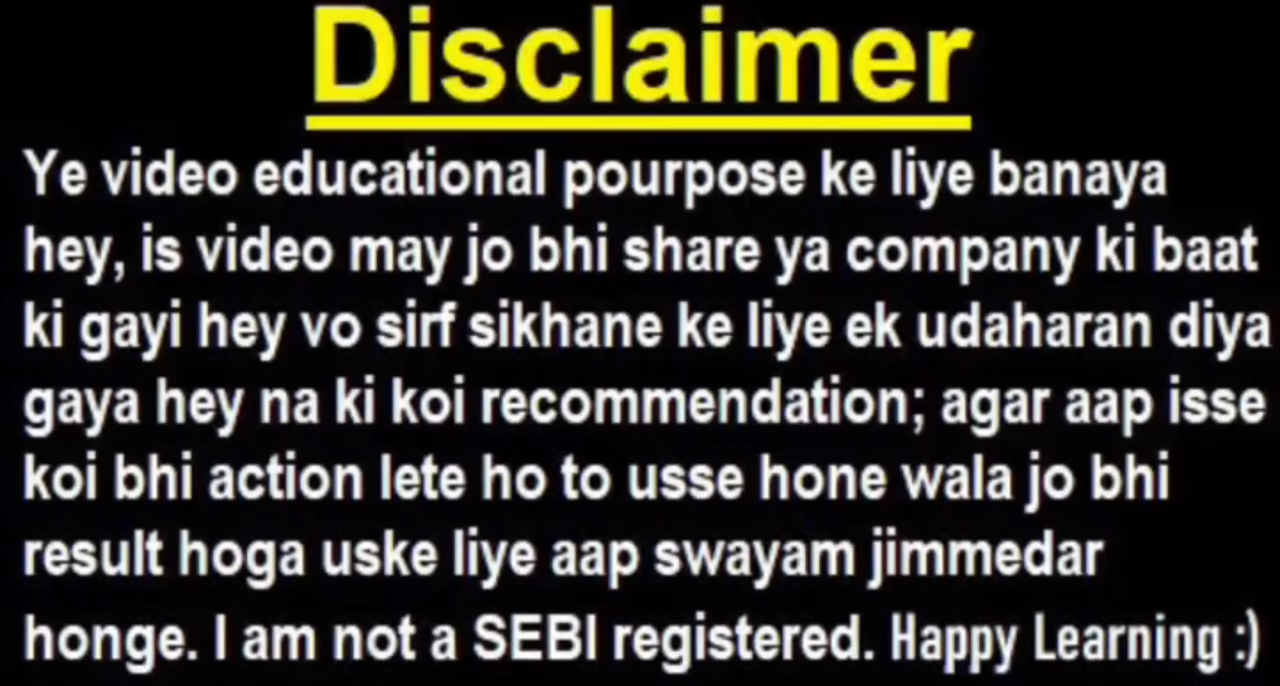 Disclaimer
Ye video educational pourpose ke liye banaya
hey, is video may jo bhi share ya company ki baat
ki gayi hey vo sirf sikhane ke liye ek udaharan diya
gaya hey na ki koi recommendation; agar aap isse
koi bhi action lete ho to usse hone wala jo bhi
result hoga uske liye aap swayam jimmedar
honge. I am not a SEBI registered. Happy Learning :)